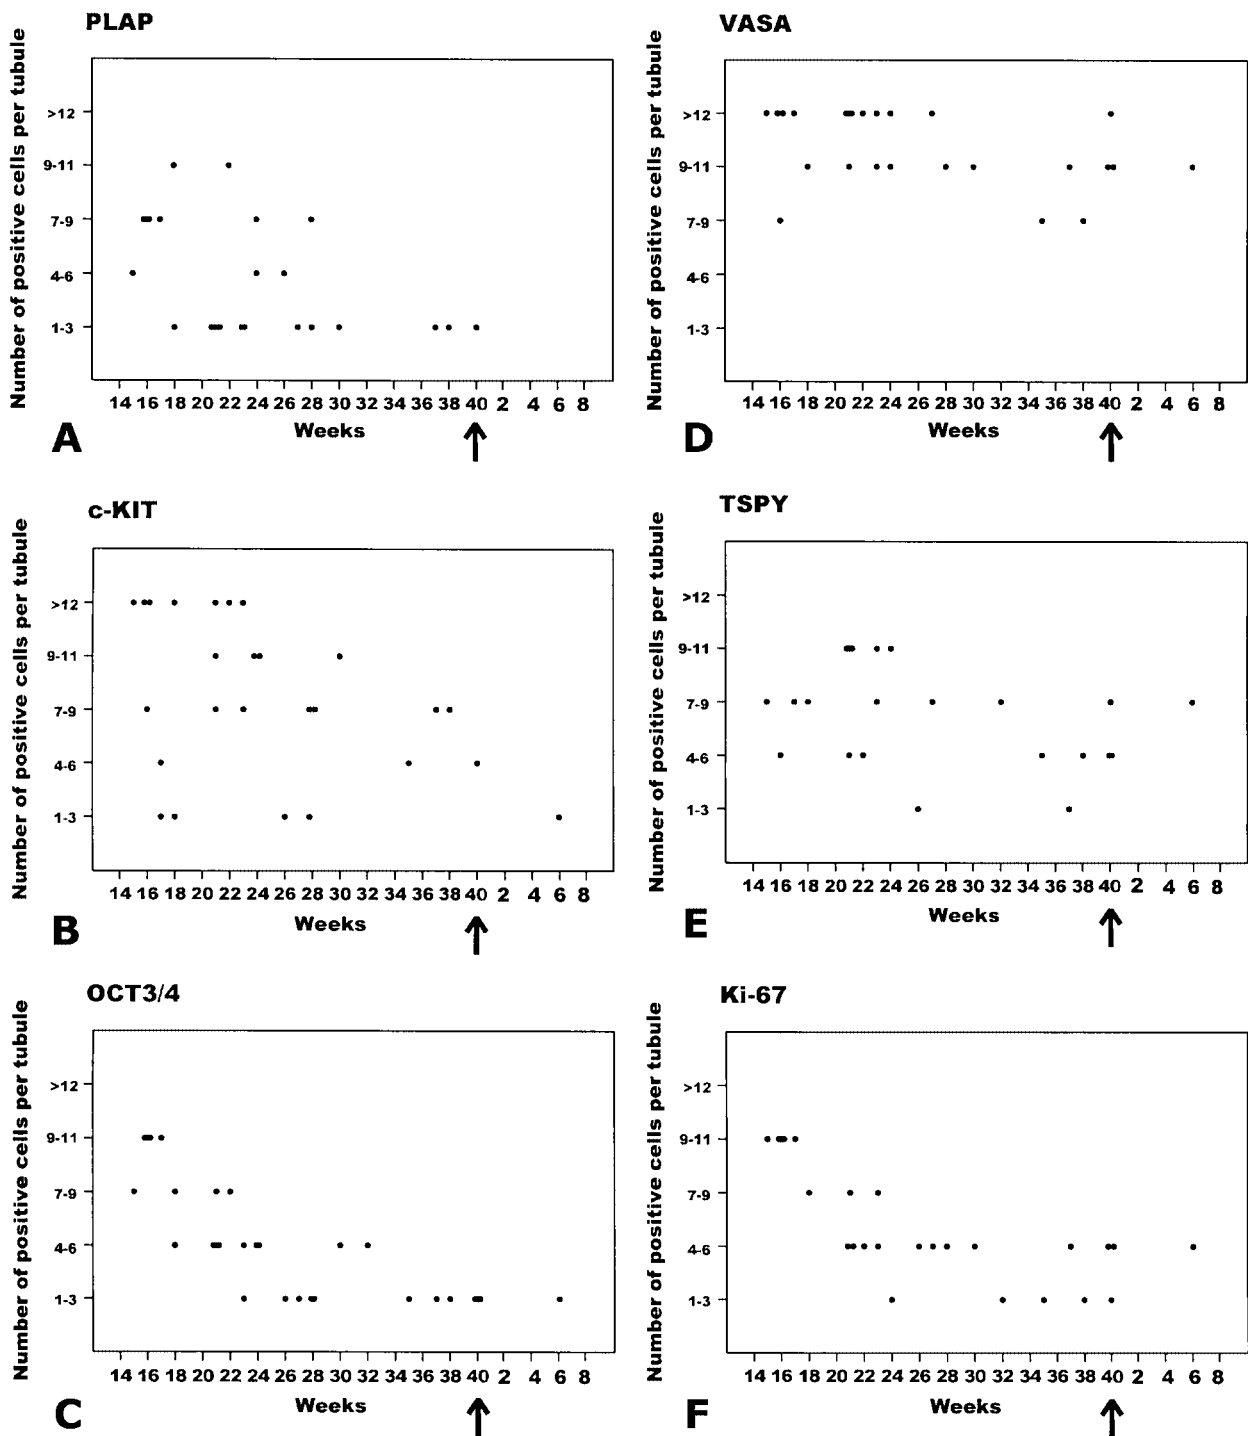 PLAP
Number of positive cells per tubule
>12
9-11
7-9
4-6
1-3
14 16 18 20 22 24 26 28 30 32 34 36 38 40 2 4 6 8
Weeks
A
VASA
Number of positive cells per tubule
>12
9-11
7-9
4-6
1-3
14 16 18 20 22 24 26 28 30 32 34 36 38 40 2 4 6 8
Weeks
D
c-KIT
Number of positive cells per tubule
>12
9-11
7-9
4-6
1-3
14 16 18 20 22 24 26 28 30 32 34 36 38 40 2 4 6 8
Weeks
B
TSPY
Number of positive cells per tubule
>12
9-11
7-9
4-6
1-3
14 16 18 20 22 24 26 28 30 32 34 36 38 40 2 4 6 8
Weeks
E
OCT3/4
Number of positive cells per tubule
>12
9-11
7-9
4-6
1-3
14 16 18 20 22 24 26 28 30 32 34 36 38 40 2 4 6 8
Weeks
C
Ki-67
Number of positive cells per tubule
>12
9-11
7-9
4-6
1-3
14 16 18 20 22 24 26 28 30 32 34 36 38 40 2 4 6 8
Weeks
F